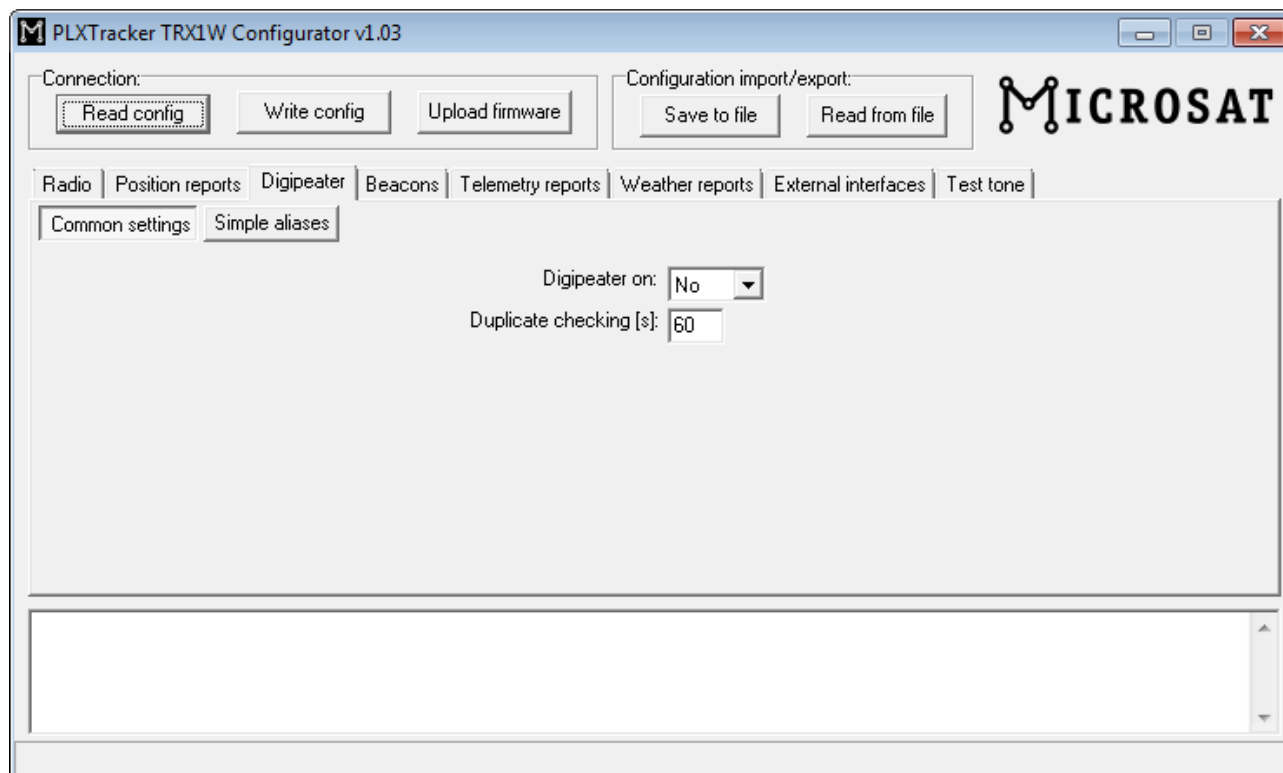 PLXTracker TRX1W Configurator v1.03
Connection:
Read config
Write config
Upload firmware
Configuration import/export:
Save to file
Read from file
MICROSAT
Radio
Position reports
Digipeater
Beacons
Telemetry reports
Weather reports
External interfaces
Test tone
Common settings
Simple aliases
Digipeater on: No
Duplicate checking [s]: 60